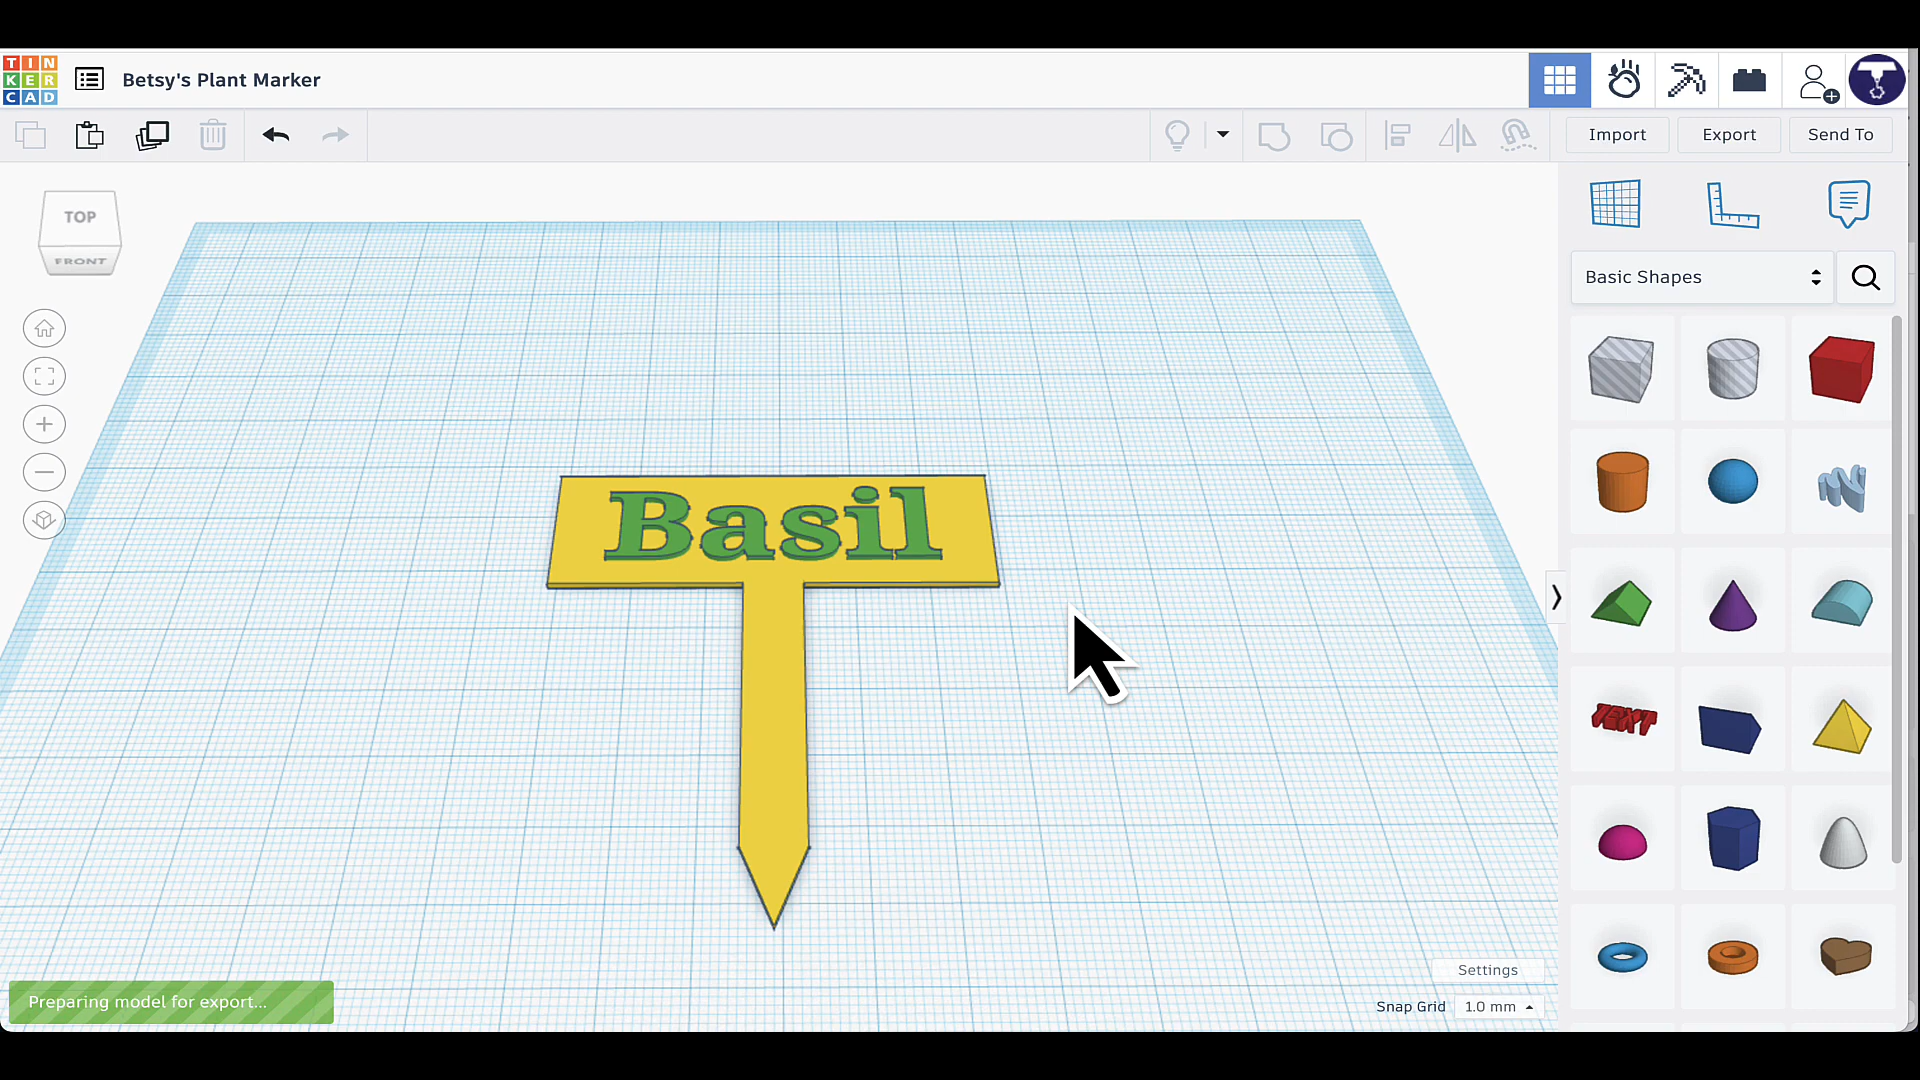 TIN
KER
CAD
Betsy's Plant Marker
Import
Export
Send To
TOP
FRONT
Basic Shapes
Basil
TEXT
Settings
Preparing model for export...
Snap Grid
1.0 mm